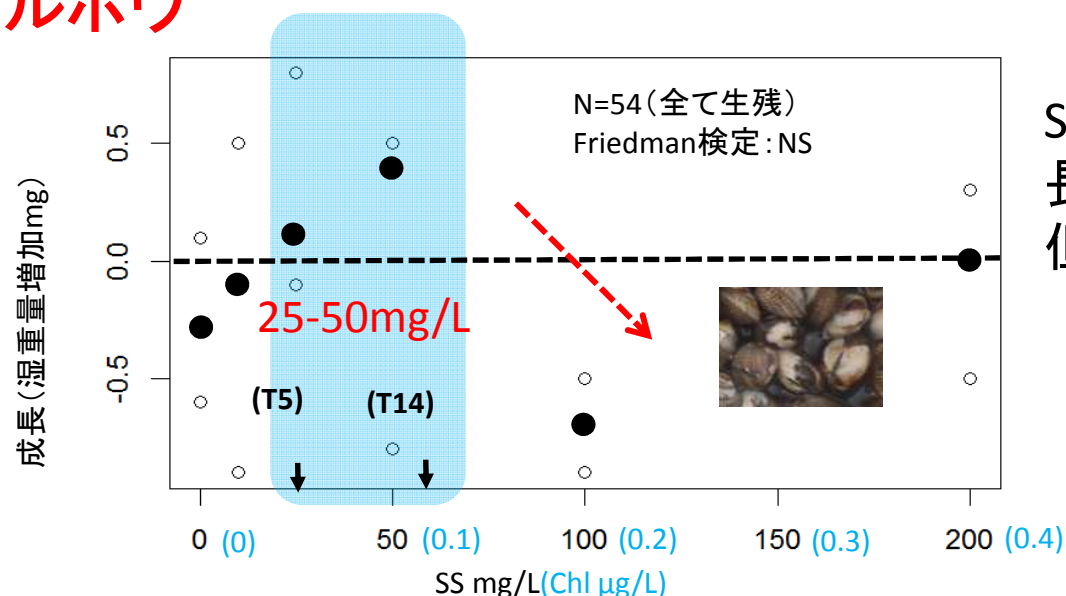 ルボウ
N=54（全て生残）
Friedman検定：NS
S
長
成長（湿重量増加mg）
0.5
0.0
-0.5
25-50mg/L
(T5)
(T14)
0 (0)
50 (0.1)
100 (0.2)
150 (0.3)
200 (0.4)
SS mg/L(Chl μg/L)